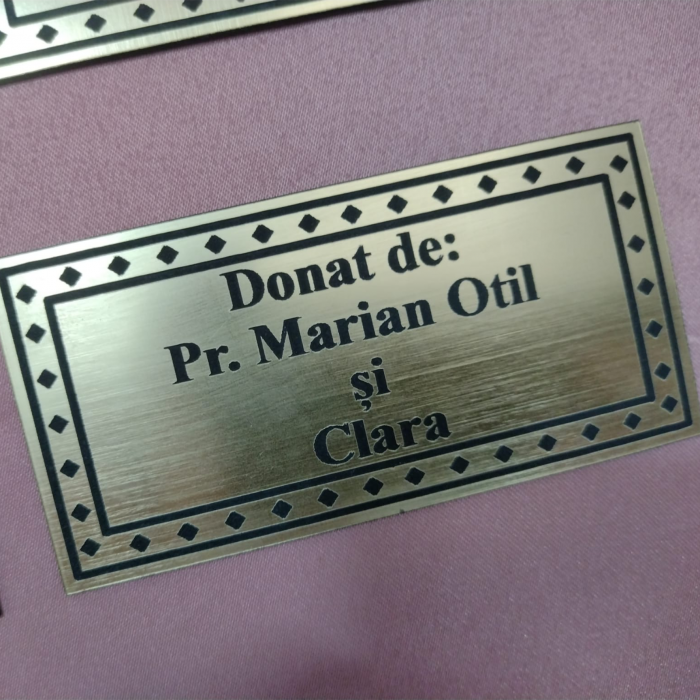 Donat de:
Pr. Marian Otil
și
Clara